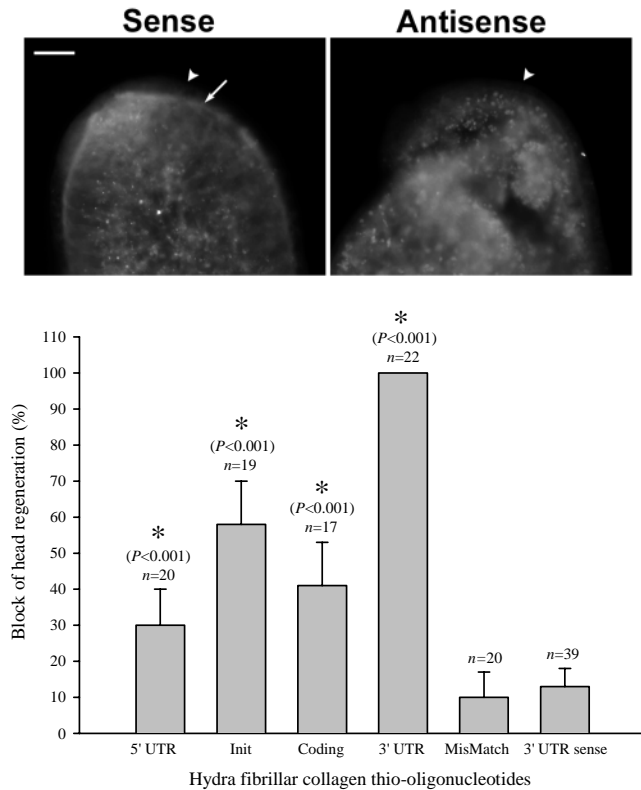 Sense Antisense
110
100
90
80
70
60
50
40
30
20
10
0
Block of head regeneration (%)
*
(P<0.001)
n=20
*
(P<0.001)
n=19
*
(P<0.001)
n=17
*
(P<0.001)
n=22
n=20
n=39
5' UTR Init Coding 3' UTR MisMatch 3' UTR sense
Hydra fibrillar collagen thio-oligonucleotides